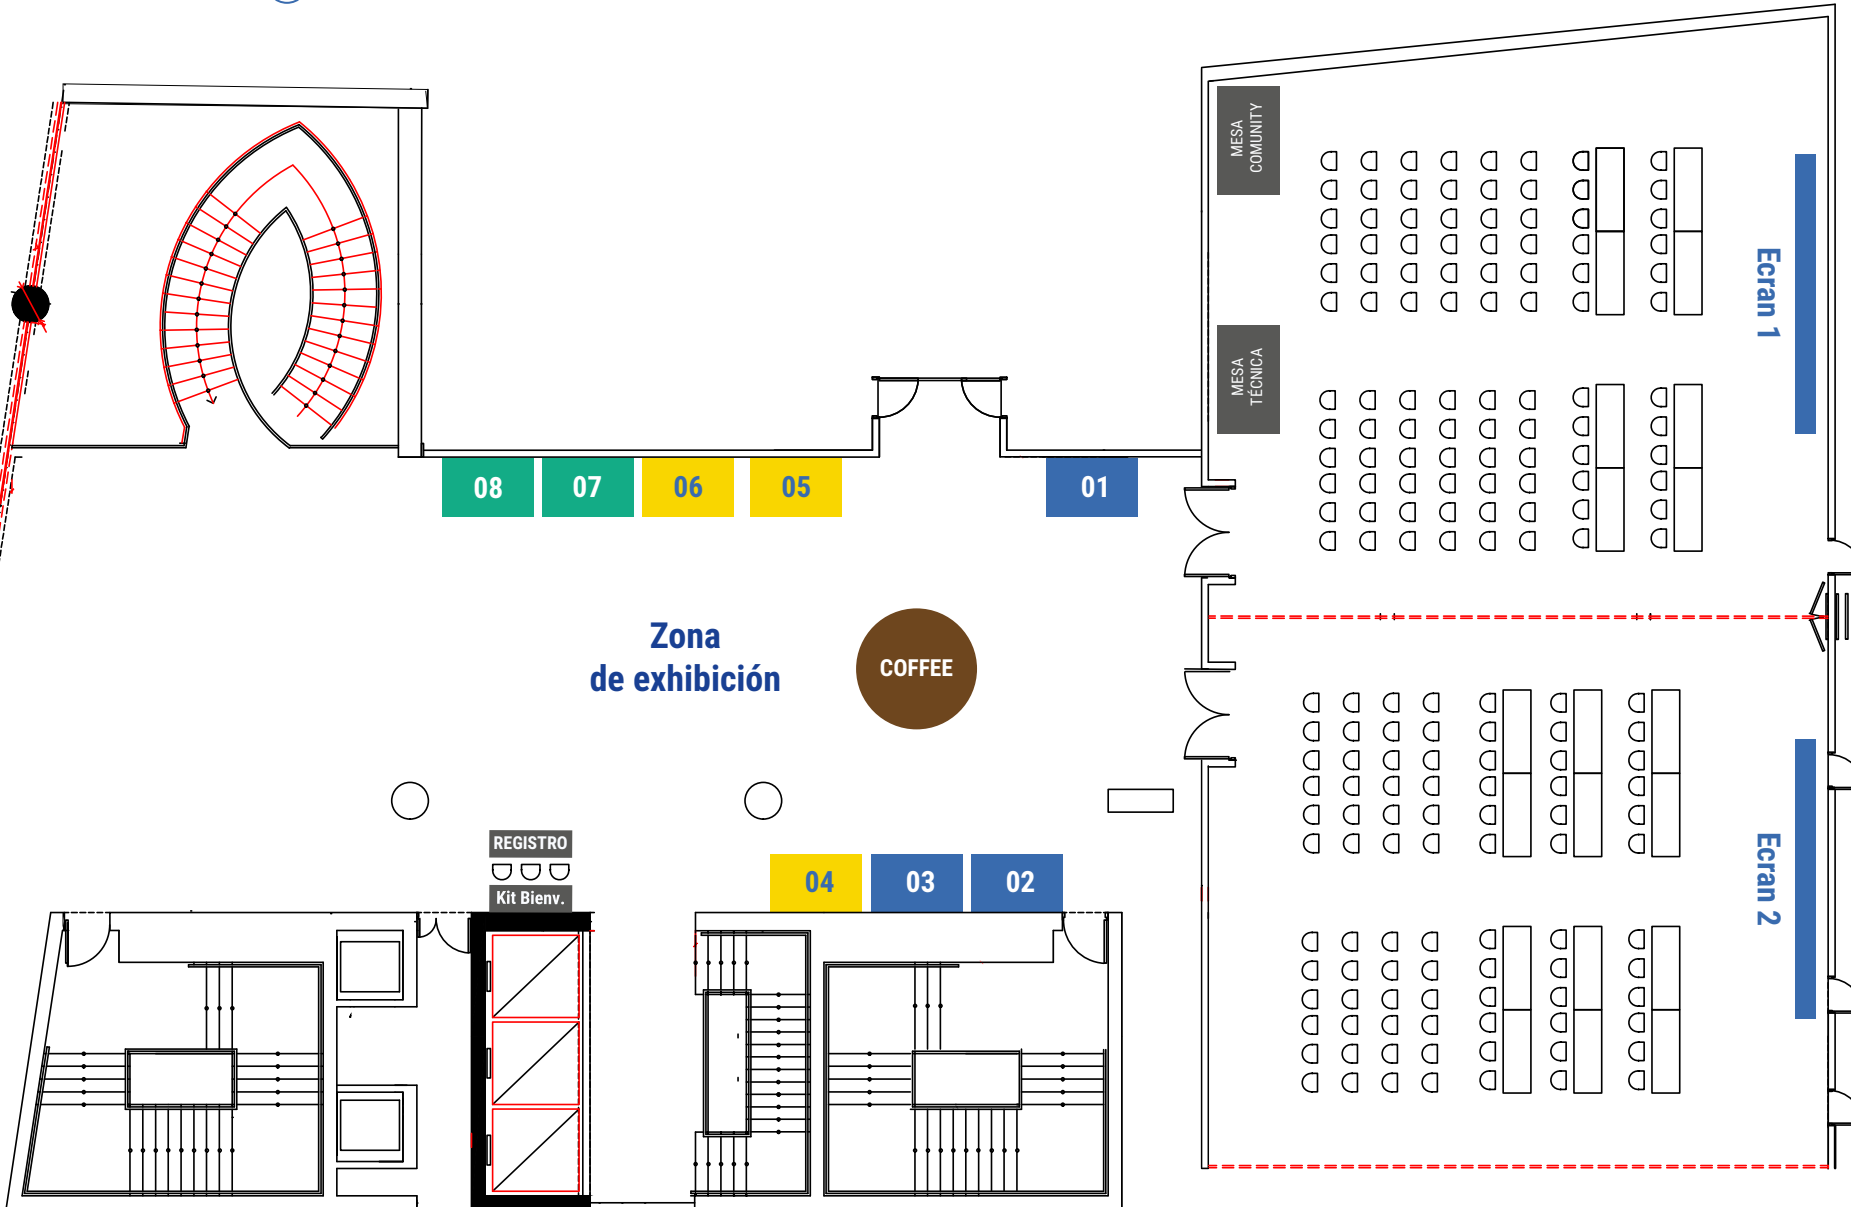 MESA
COMUNITY
Ecran 1
MESA
TÉCNICA
08
07
06
05
01
Zona
de exhibición
COFFEE
REGISTRO
Kit Bienv.
04
03
02
Ecran 2